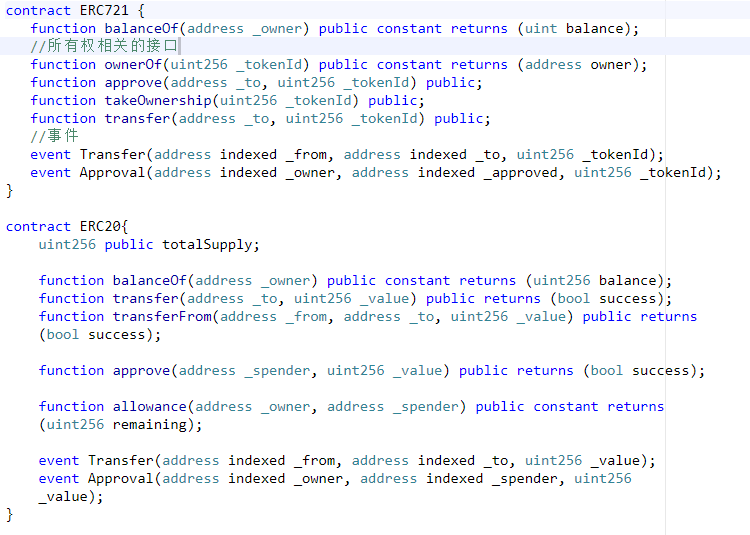 contract ERC721 {
function balanceOf(address _owner) public constant returns (uint balance);
//所有权相关的接口
function ownerOf(uint256 _tokenId) public constant returns (address owner);
function approve(address _to, uint256 _tokenId) public;
function takeOwnership(uint256 _tokenId) public;
function transfer(address _to, uint256 _tokenId) public;
//事件
event Transfer(address indexed _from, address indexed _to, uint256 _tokenId);
event Approval(address indexed _owner, address indexed _approved, uint256 _tokenId);
}
contract ERC20{
uint256 public totalSupply;
function balanceOf(address _owner) public constant returns (uint256 balance);
function transfer(address _to, uint256 _value) public returns (bool success);
function transferFrom(address _from, address _to, uint256 _value) public returns
(bool success);
function approve(address _spender, uint256 _value) public returns (bool success);
function allowance(address _owner, address _spender) public constant returns
(uint256 remaining);
event Transfer(address indexed _from, address indexed _to, uint256 _value);
event Approval(address indexed _owner, address indexed _spender, uint256
_value);
}